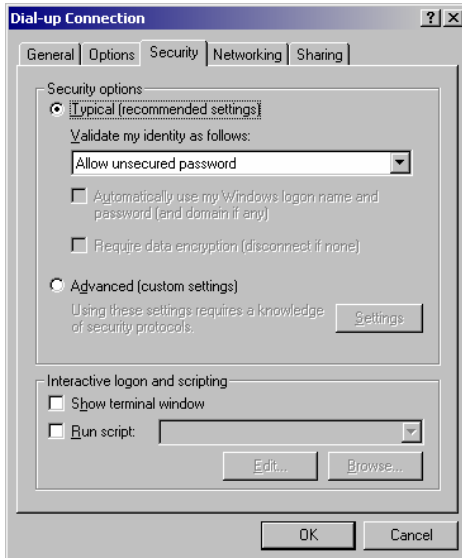 Dial-up Connection
General Options Security Networking Sharing
Security options
Typical (recommended settings)
Validate my identity as follows:
Allow unsecured password
Automatically use my Windows logon name and
password (and domain if any)
Require data encryption (disconnect if none)
Advanced (custom settings)
Using these settings requires a knowledge
of security protocols.
Settings
Interactive logon and scripting
Show terminal window
Run script:
Edit... Browse...
OK Cancel